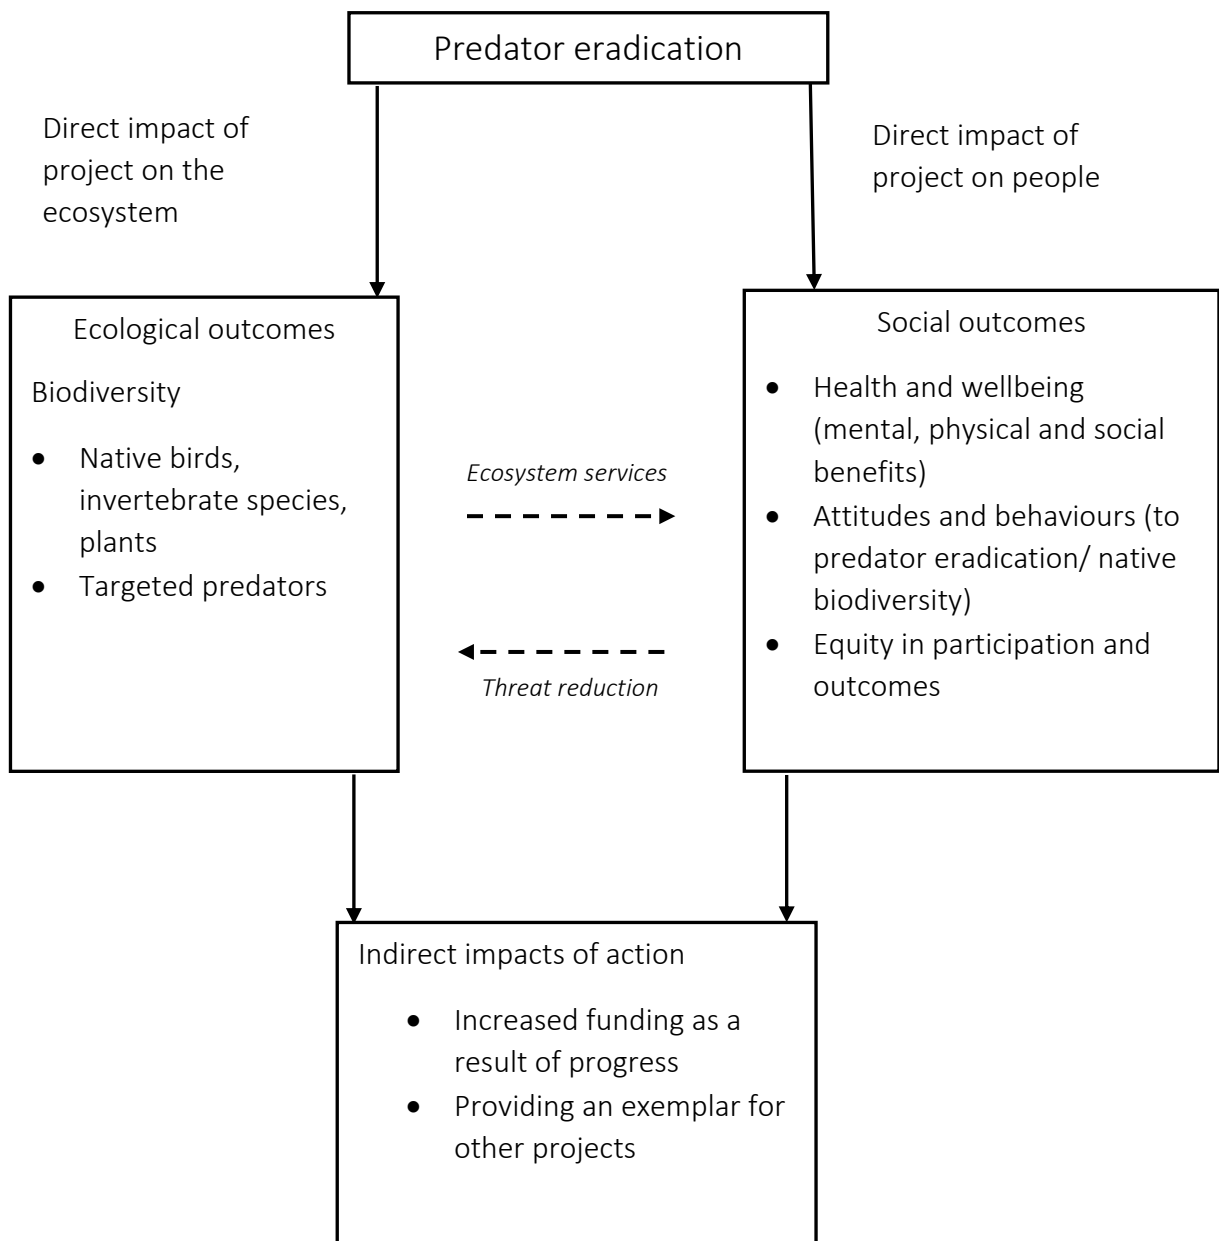 Predator eradication
Direct impact of
project on the
ecosystem
Direct impact of
project on people
Ecological outcomes
Biodiversity
• Native birds,
invertebrate species,
plants
• Targeted predators
Ecosystem services
Threat reduction
Social outcomes
• Health and wellbeing
(mental, physical and social
benefits)
• Attitudes and behaviours (to
predator eradication/ native
biodiversity)
• Equity in participation and
outcomes
Indirect impacts of action
• Increased funding as a
result of progress
• Providing an exemplar for
other projects